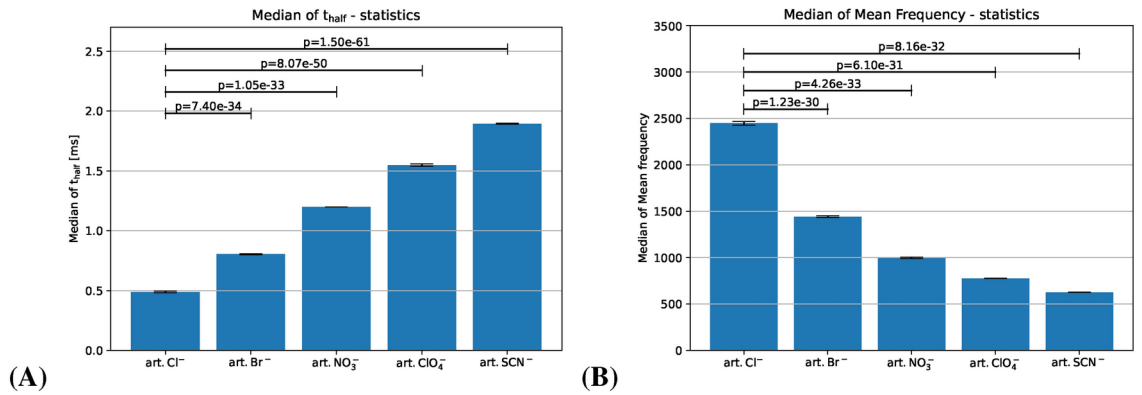 Median of t_half - statistics
p=1.50e-61
p=8.07e-50
p=1.05e-33
p=7.40e-34
Median of t_half [ms]
2.5
2.0
1.5
1.0
0.5
0.0
art. Cl⁻
art. Br⁻
art. NO₃⁻
art. ClO₄⁻
art. SCN⁻
(A)
Median of Mean Frequency - statistics
p=8.16e-32
p=6.10e-31
p=4.26e-33
p=1.23e-30
Median of Mean frequency
3500
3000
2500
2000
1500
1000
500
0
art. Cl⁻
art. Br⁻
art. NO₃⁻
art. ClO₄⁻
art. SCN⁻
(B)